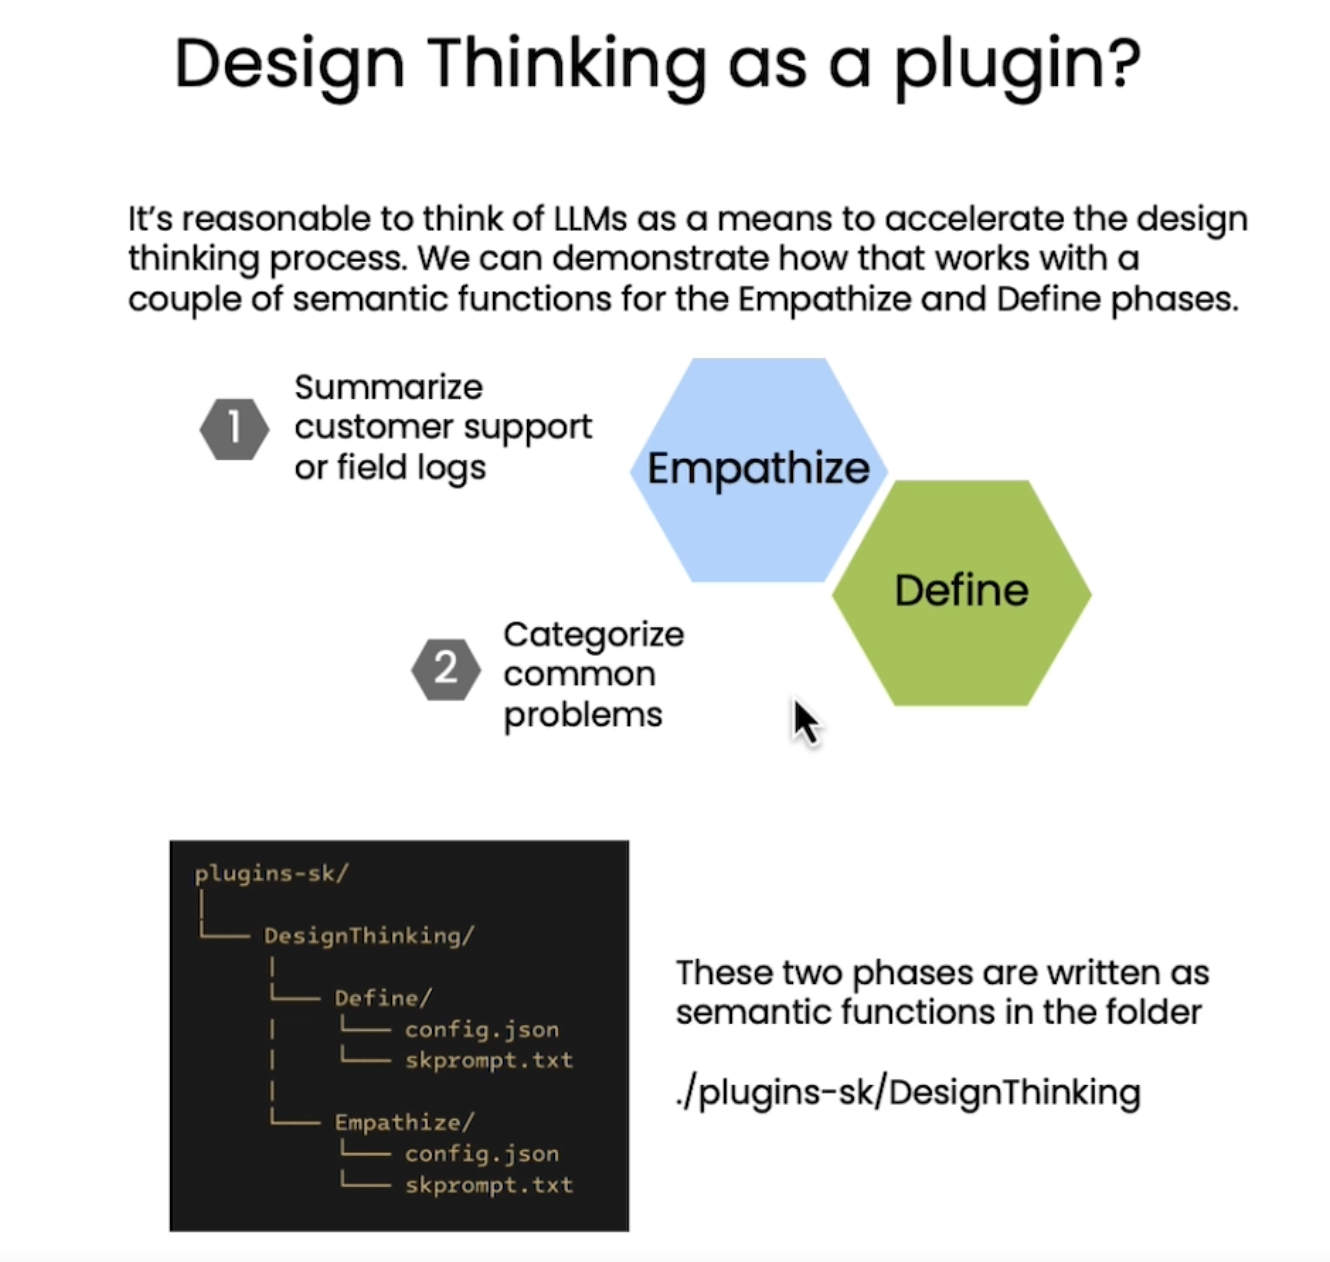 Design Thinking as a plugin?
It's reasonable to think of LLMs as a means to accelerate the design
thinking process. We can demonstrate how that works with a
couple of semantic functions for the Empathize and Define phases.
1
Summarize
customer support
or field logs
Empathize
Define
2
Categorize
common
problems
plugins-sk/
DesignThinking/
Define/
config.json
skprompt.txt
Empathize/
config.json
skprompt.txt
These two phases are written as
semantic functions in the folder
./plugins-sk/DesignThinking